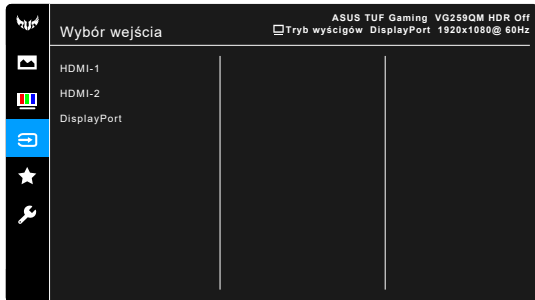 Wybór wejścia
ASUS TUF Gaming VG259QM HDR Off
Tryb wyścigów DisplayPort 1920x1080@ 60Hz
HDMI-1
HDMI-2
DisplayPort